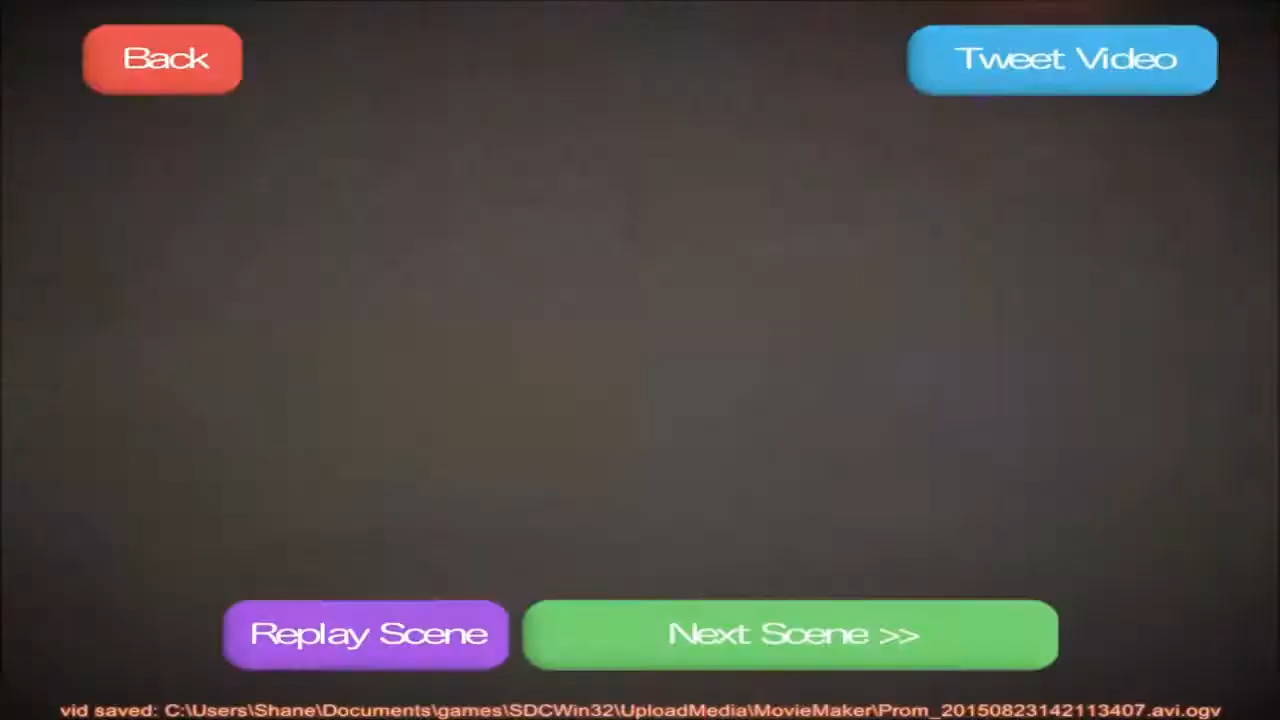 Back
Tweet Video
Replay Scene
Next Scene >>
vid saved: C:\Users\Shane\Documents\games\SDCWin32\UploadMedia\MovieMaker\Prom_20150823142113407.avi.ogv